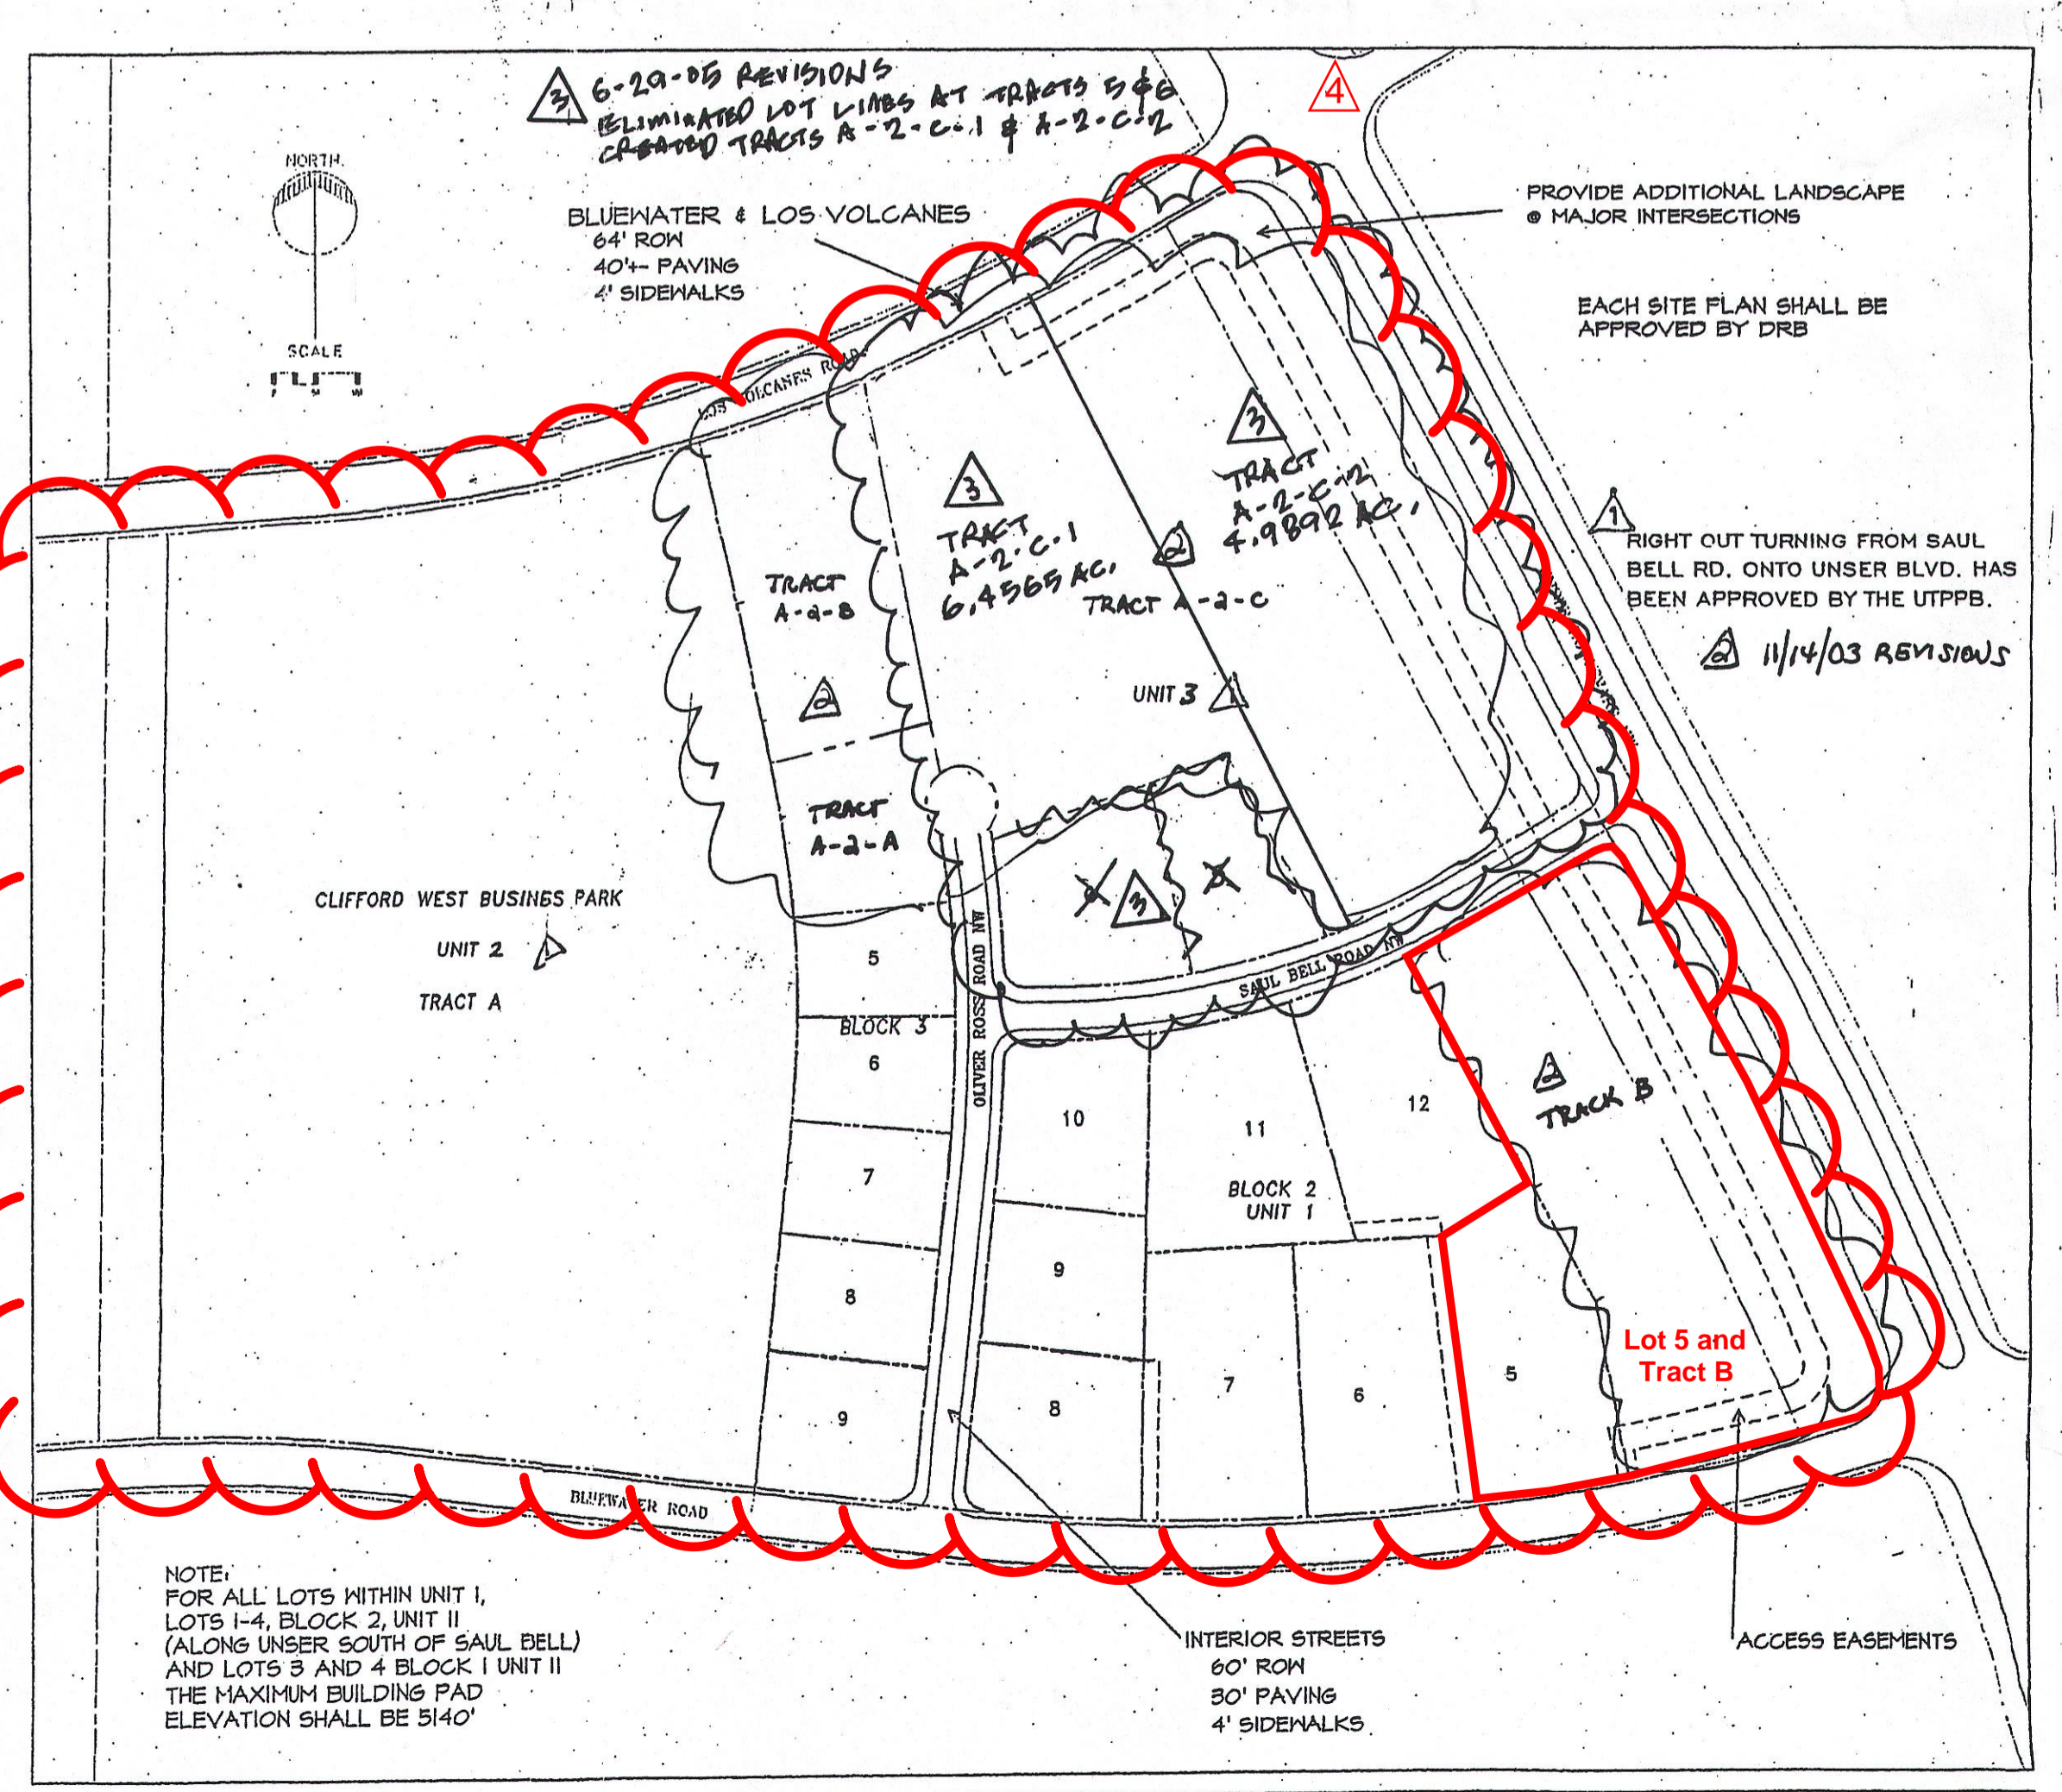 3 6-29-05 REVISIONS
ELIMINATED LOT LINES AT TRACTS 5 & 6
CREATED TRACTS A-2-C-1 & A-2-C-2
4
NORTH
SCALE
BLUEWATER & LOS VOLCANES
64' ROW
40'+- PAVING
4' SIDEWALKS
PROVIDE ADDITIONAL LANDSCAPE
@ MAJOR INTERSECTIONS
EACH SITE PLAN SHALL BE
APPROVED BY DRB
LOS VOLCANES ROAD
3
TRACT
A-2-C-2
4.9892 AC.
3
TRACT
A-2-C-1
6.4565 AC.
2
TRACT A-2-C
1
RIGHT OUT TURNING FROM SAUL
BELL RD. ONTO UNSER BLVD. HAS
BEEN APPROVED BY THE UTPPB.
2 11/14/03 REVISIONS
TRACT
A-2-B
2
UNIT 3 1
TRACT
A-2-A
3
CLIFFORD WEST BUSINES PARK
UNIT 2 1
TRACT A
5
BLOCK 3
6
7
8
9
OLIVER ROSS ROAD NW
SAUL BELL ROAD NW
10
11
12
BLOCK 2
UNIT 1
9
8
7
6
5
2
TRACK B
Lot 5 and
Tract B
BLUEWATER ROAD
NOTE:
FOR ALL LOTS WITHIN UNIT I,
LOTS 1-4, BLOCK 2, UNIT II
(ALONG UNSER SOUTH OF SAUL BELL)
AND LOTS 3 AND 4 BLOCK I UNIT II
THE MAXIMUM BUILDING PAD
ELEVATION SHALL BE 5140'
INTERIOR STREETS
60' ROW
30' PAVING
4' SIDEWALKS
ACCESS EASEMENTS